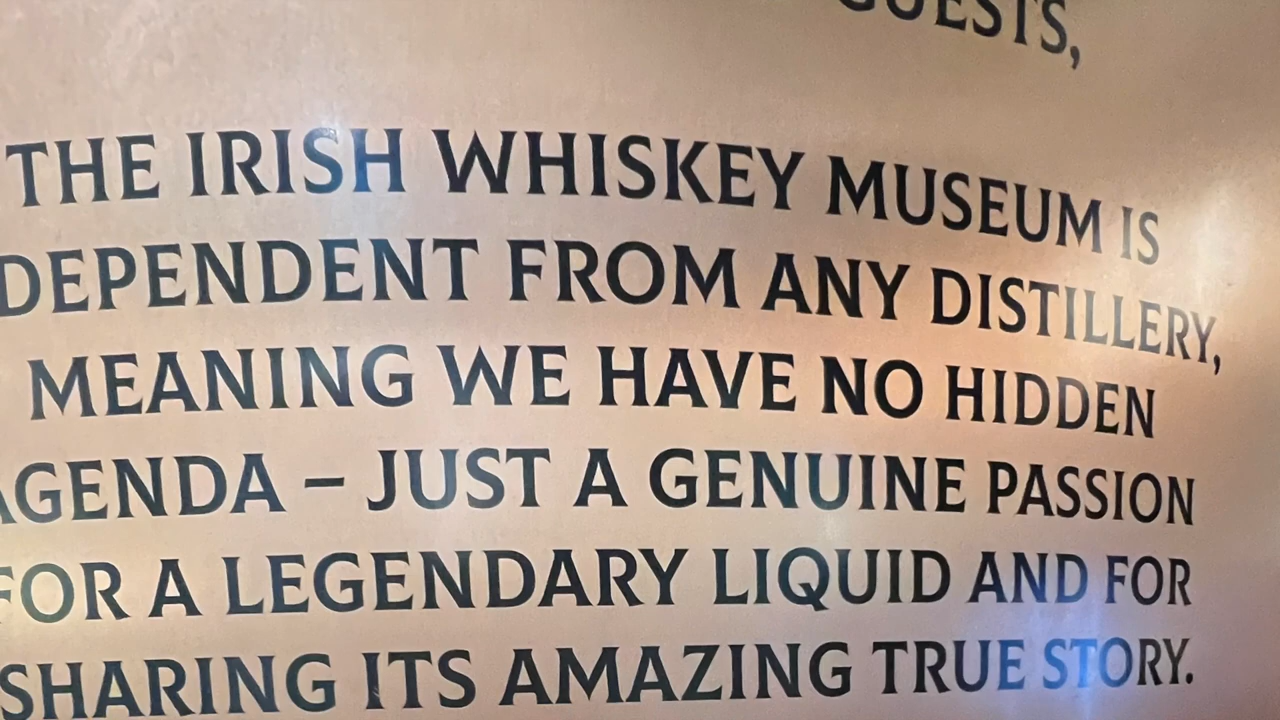 GUESTS,
THE IRISH WHISKEY MUSEUM IS
DEPENDENT FROM ANY DISTILLERY,
MEANING WE HAVE NO HIDDEN
AGENDA – JUST A GENUINE PASSION
FOR A LEGENDARY LIQUID AND FOR
SHARING ITS AMAZING TRUE STORY.